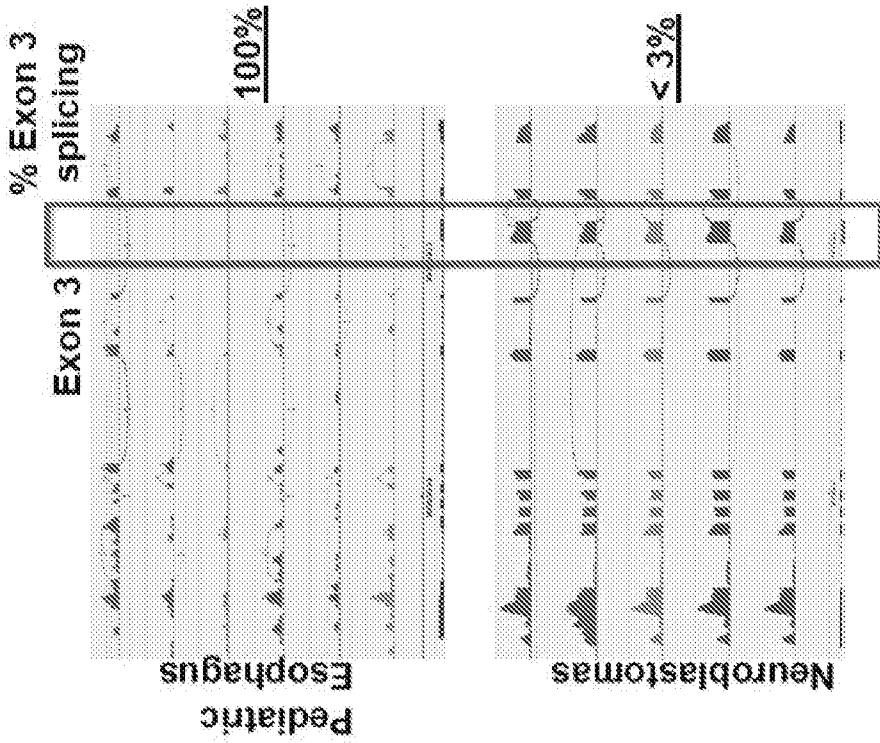 % Exon 3
splicing
Exon 3
100%
< 3%
Pediatric
Esophagus
Neuroblastomas